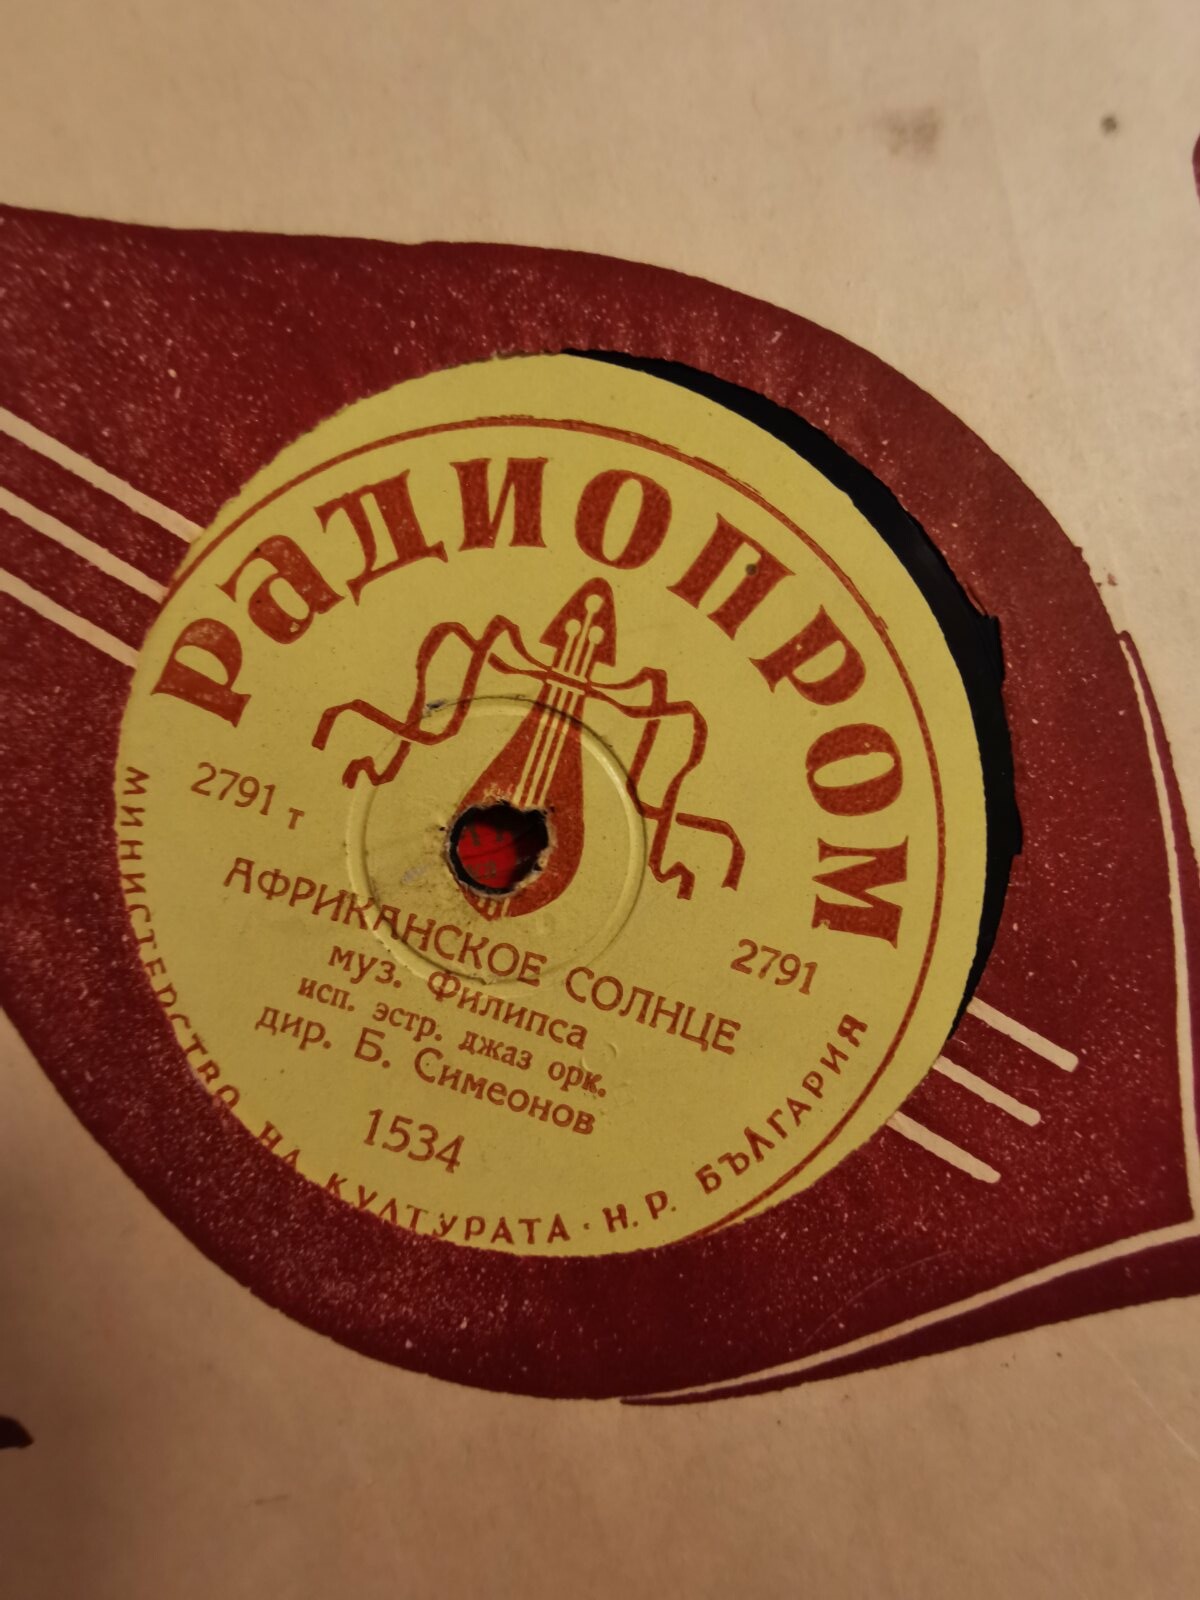 Радиопром
2791 т
2791
АФРИКАНСКОЕ СОЛНЦЕ
муз. Филипса
исп. эстр. джаз орк.
дир. Б. Симеонов
1534
МИНИСТЕРСТВО НА КУЛТУРАТА · Н. Р. БЪЛГАРИЯ